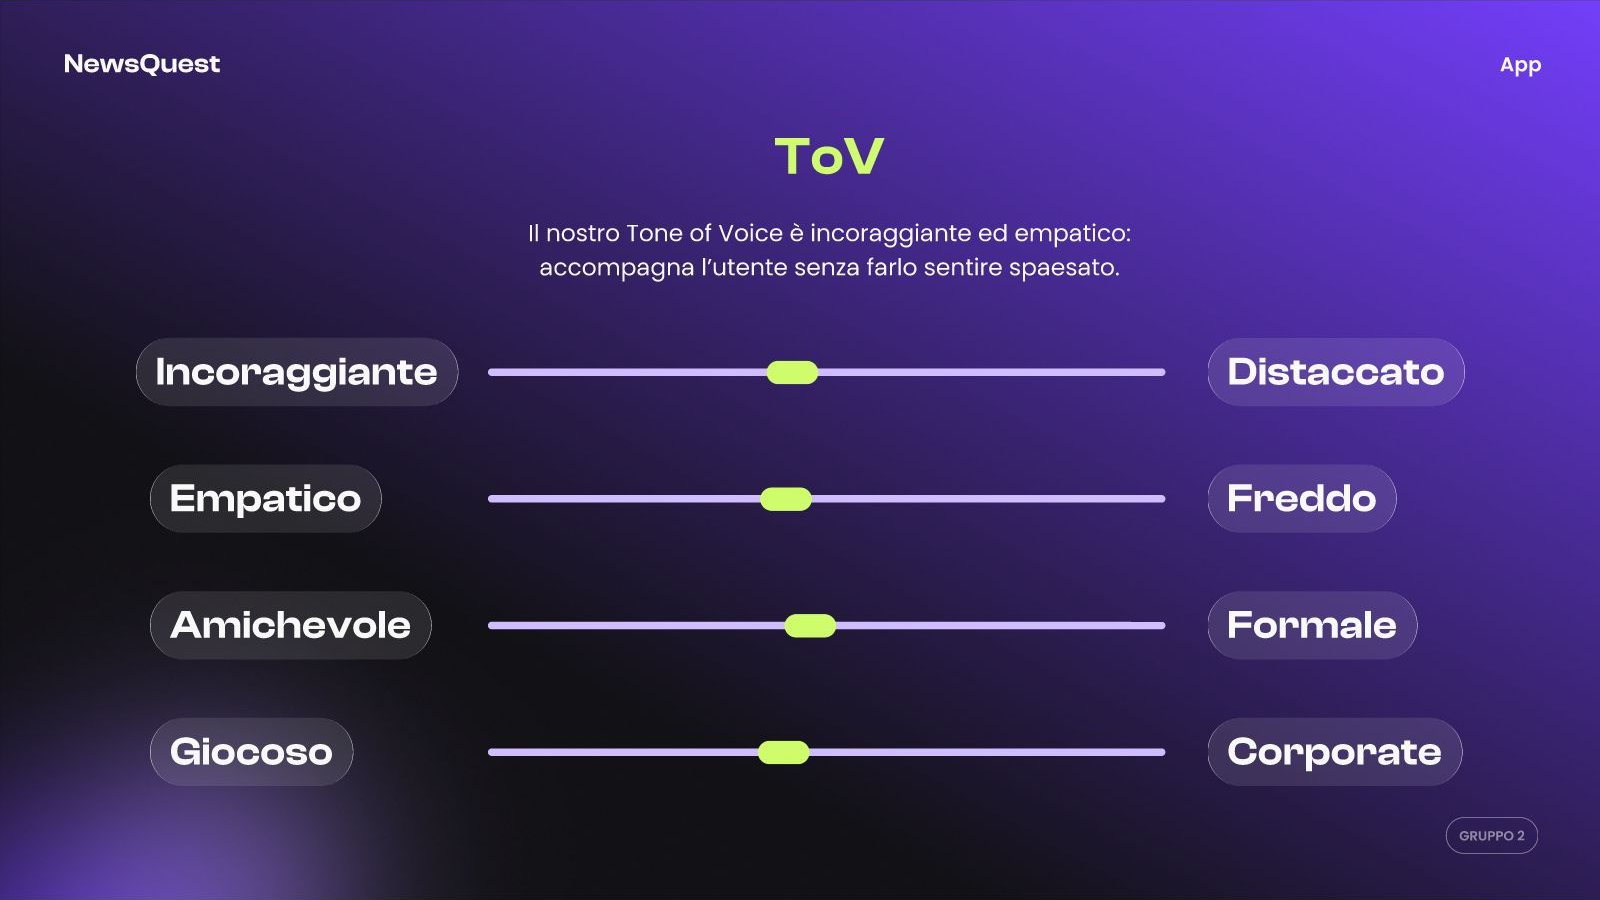 NewsQuest
App
ToV
Il nostro Tone of Voice è incoraggiante ed empatico:
accompagna l’utente senza farlo sentire spaesato.
Incoraggiante
Distaccato
Empatico
Freddo
Amichevole
Formale
Giocoso
Corporate
GRUPPO 2